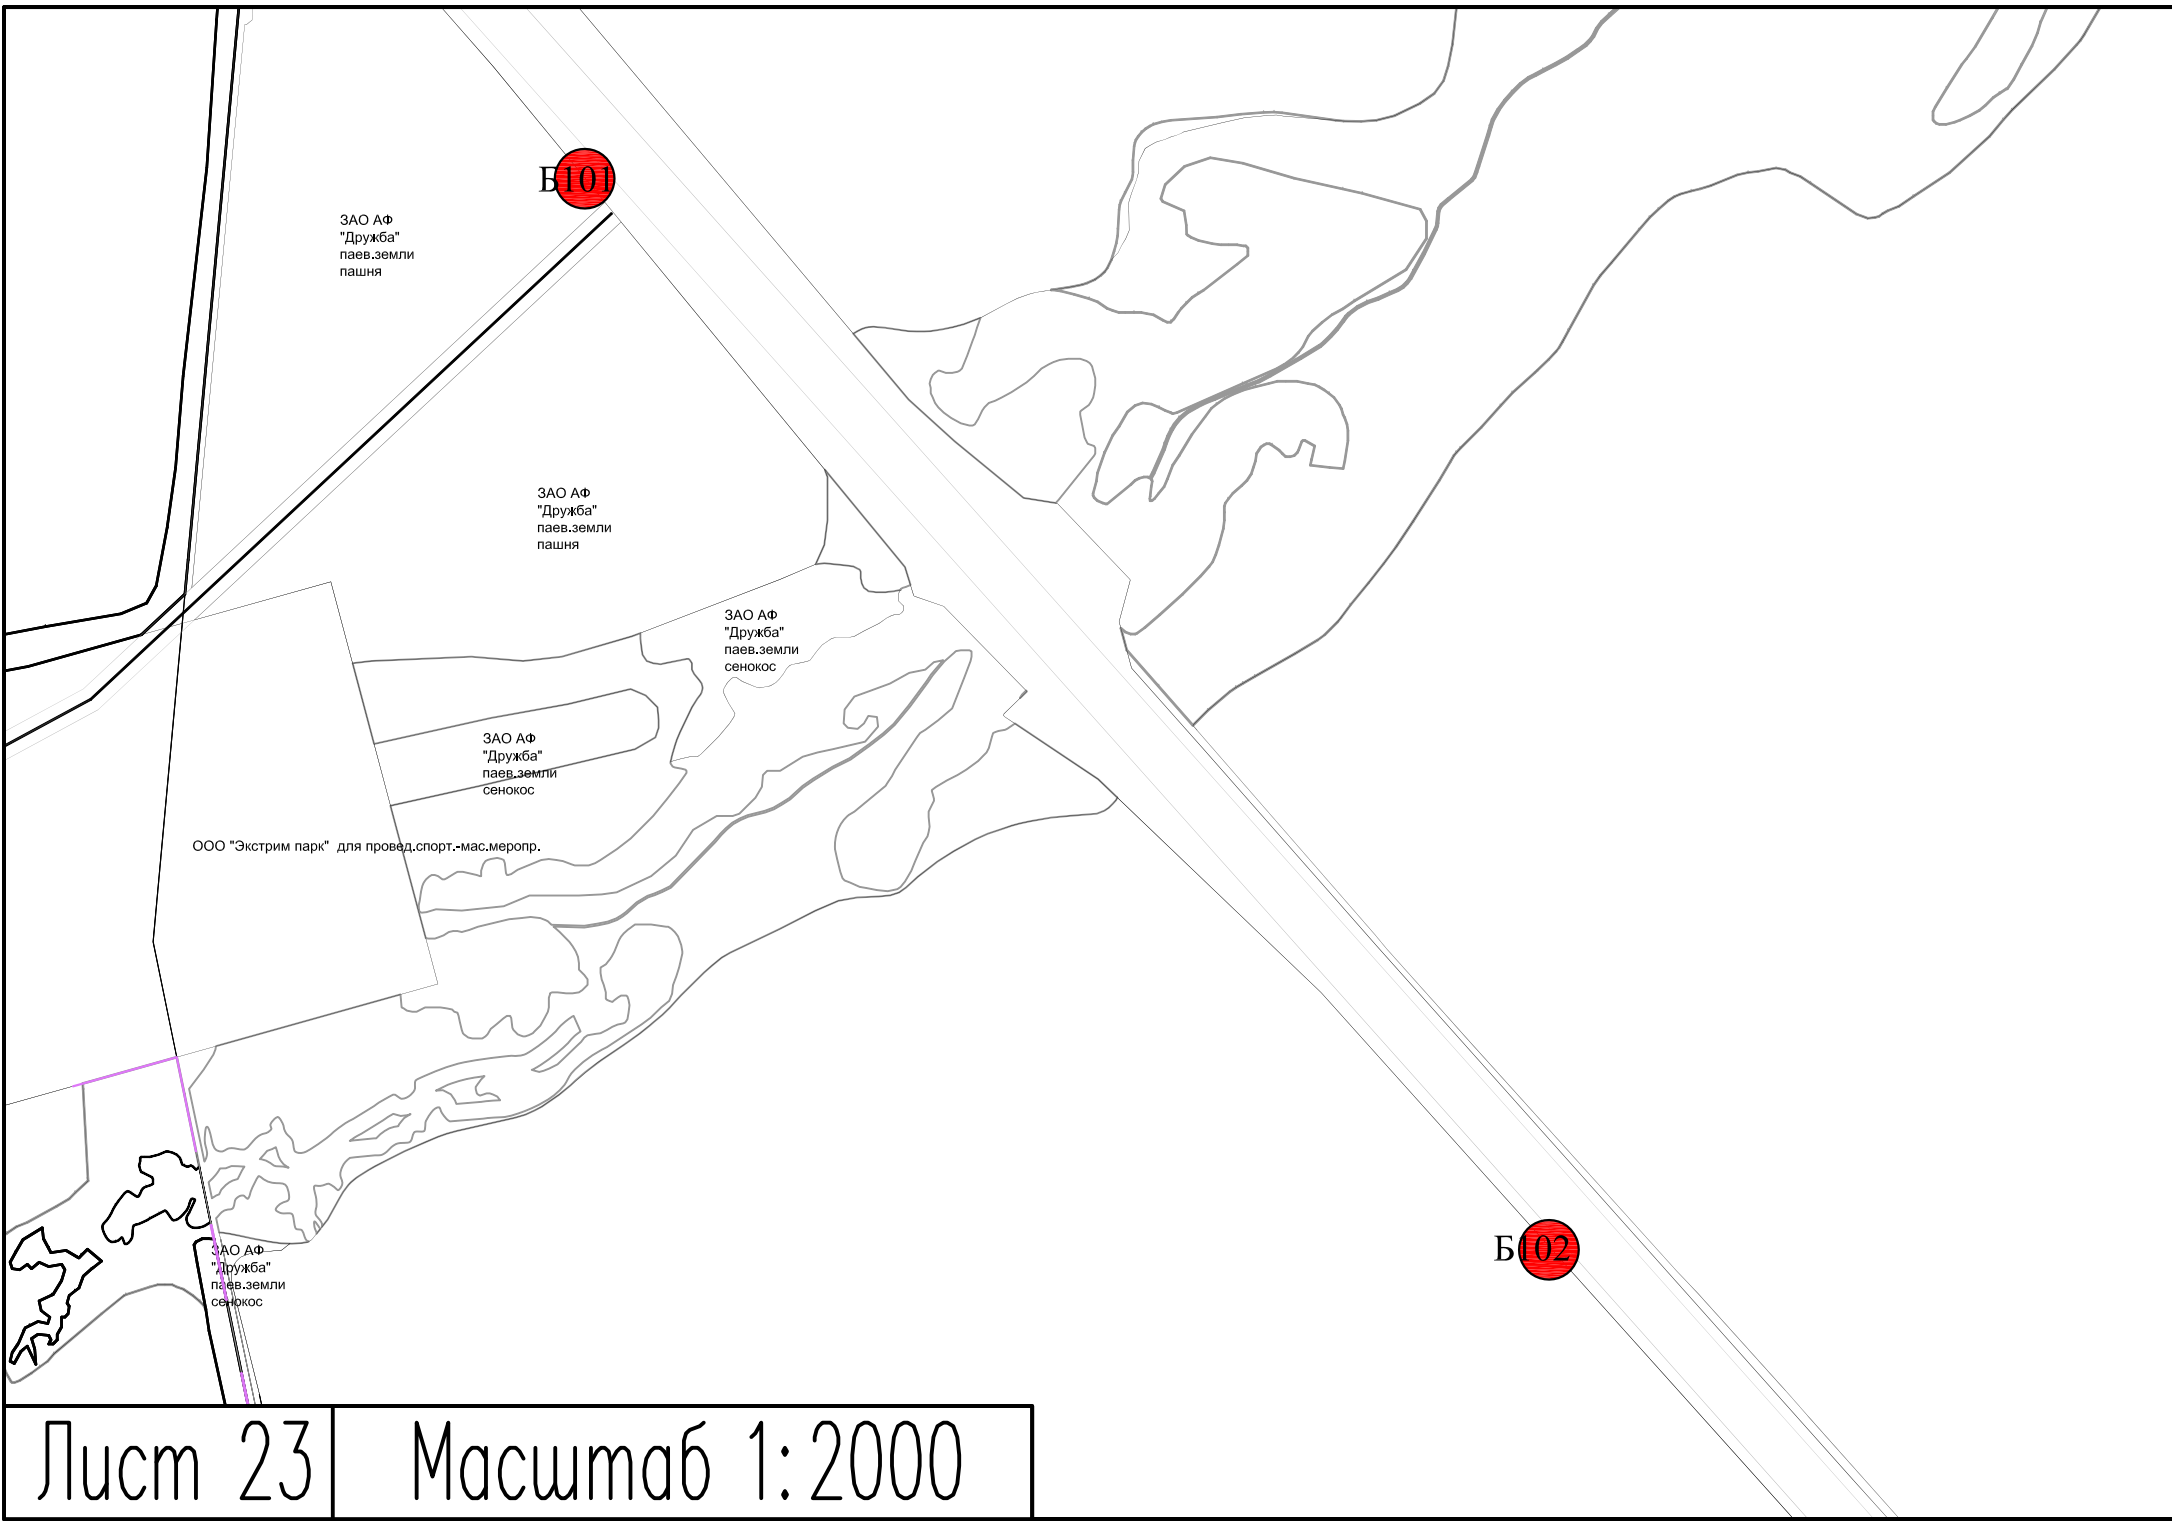 Б101
ЗАО АФ
"Дружба"
паев.земли
пашня
ЗАО АФ
"Дружба"
паев.земли
пашня
ЗАО АФ
"Дружба"
паев.земли
сенокос
ЗАО АФ
"Дружба"
паев.земли
сенокос
ООО "Экстрим парк" для провед.спорт.-мас.меропр.
Б102
ЗАО АФ
"Дружба"
паев.земли
сенокос
Лист 23
Масштаб 1:2000